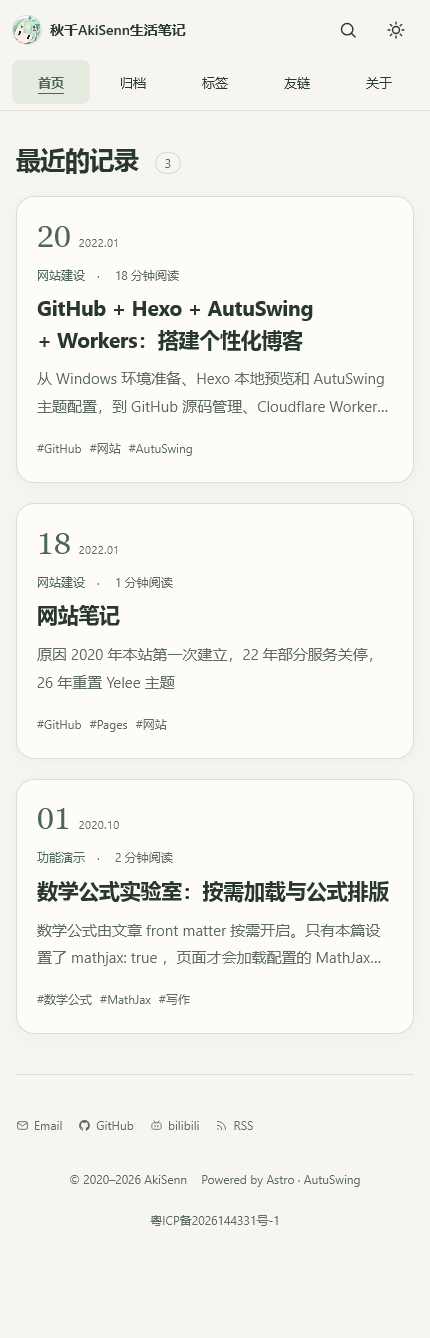 秋千AkiSenn生活笔记
首页 归档 标签 友链 关于
最近的记录 3
20 2022.01
网站建设 · 18 分钟阅读
GitHub + Hexo + AutuSwing
+ Workers：搭建个性化博客
从 Windows 环境准备、Hexo 本地预览和 AutuSwing
主题配置，到 GitHub 源码管理、Cloudflare Worker...
#GitHub #网站 #AutuSwing
18 2022.01
网站建设 · 1 分钟阅读
网站笔记
原因 2020 年本站第一次建立，22 年部分服务关停，
26 年重置 Yelee 主题
#GitHub #Pages #网站
01 2020.10
功能演示 · 2 分钟阅读
数学公式实验室：按需加载与公式排版
数学公式由文章 front matter 按需开启。只有本篇设
置了 mathjax: true ，页面才会加载配置的 MathJax...
#数学公式 #MathJax #写作
Email GitHub bilibili RSS
© 2020–2026 AkiSenn Powered by Astro · AutuSwing
粤ICP备2026144331号-1